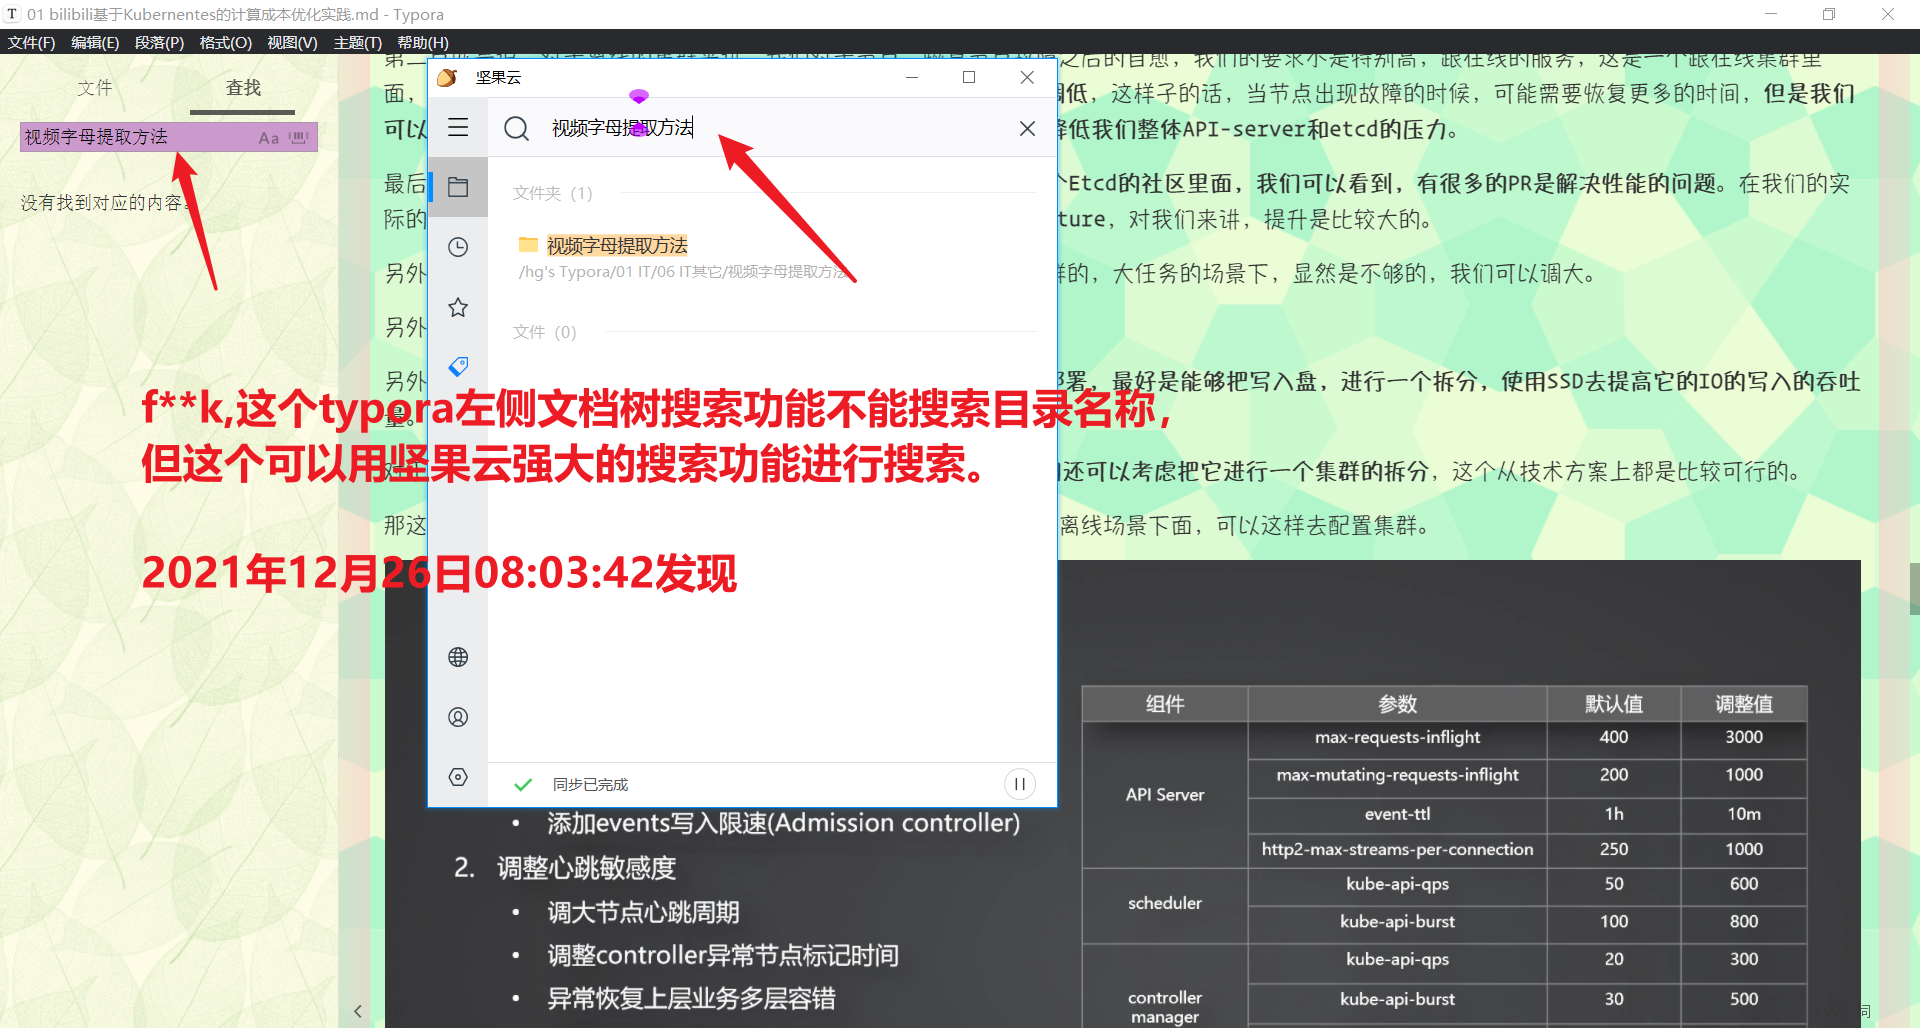 01 bilibili基于Kubernentes的计算成本优化实践.md - Typora
文件(F) 编辑(E) 段落(P) 格式(O) 视图(V) 主题(T) 帮助(H)
文件 查找
视频字母提取方法 Aa
没有找到对应的内容。
坚果云
视频字母提取方法
文件夹 (1)
视频字母提取方法
/hg's Typora/01 IT/06 IT其它/视频字母提取方法
文件 (0)
同步已完成
之后的自愈，我们的要求不是特别高，跟在线的服务，这是一个跟在线集群里
面，
调低，这样子的话，当节点出现故障的时候，可能需要恢复更多的时间，但是我们
可以
降低我们整体API-server和etcd的压力。
最后
个Etcd的社区里面，我们可以看到，有很多的PR是解决性能的问题。在我们的实
际的
ture，对我们来讲，提升是比较大的。
另外
群的，大任务的场景下，显然是不够的，我们可以调大。
另外
另外
部署，最好是能够把写入盘，进行一个拆分，使用SSD去提高它的IO的写入的吞吐
量。
们还可以考虑把它进行一个集群的拆分，这个从技术方案上都是比较可行的。
那这
离线场景下面，可以这样去配置集群。
f**k,这个typora左侧文档树搜索功能不能搜索目录名称，
但这个可以用坚果云强大的搜索功能进行搜索。
2021年12月26日08:03:42发现
• 添加events写入限速(Admission controller)
2. 调整心跳敏感度
• 调大节点心跳周期
• 调整controller异常节点标记时间
• 异常恢复上层业务多层容错
组件 参数 默认值 调整值
API Server
max-requests-inflight 400 3000
max-mutating-requests-inflight 200 1000
event-ttl 1h 10m
http2-max-streams-per-connection 250 1000
scheduler
kube-api-qps 50 600
kube-api-burst 100 800
controller manager
kube-api-qps 20 300
kube-api-burst 30 500